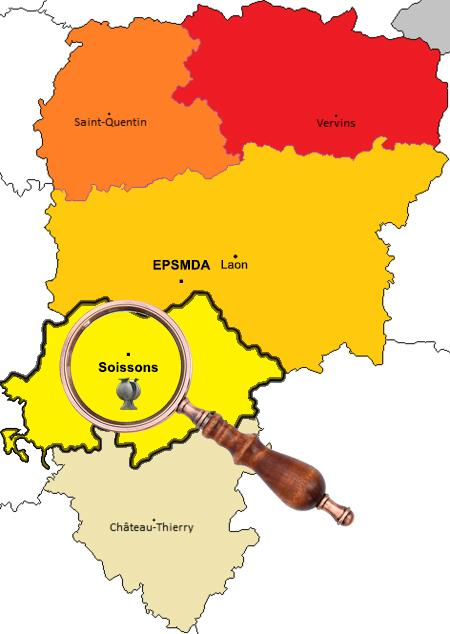 Saint-Quentin
Vervins
EPSMDA
Laon
Soissons
Château-Thierry